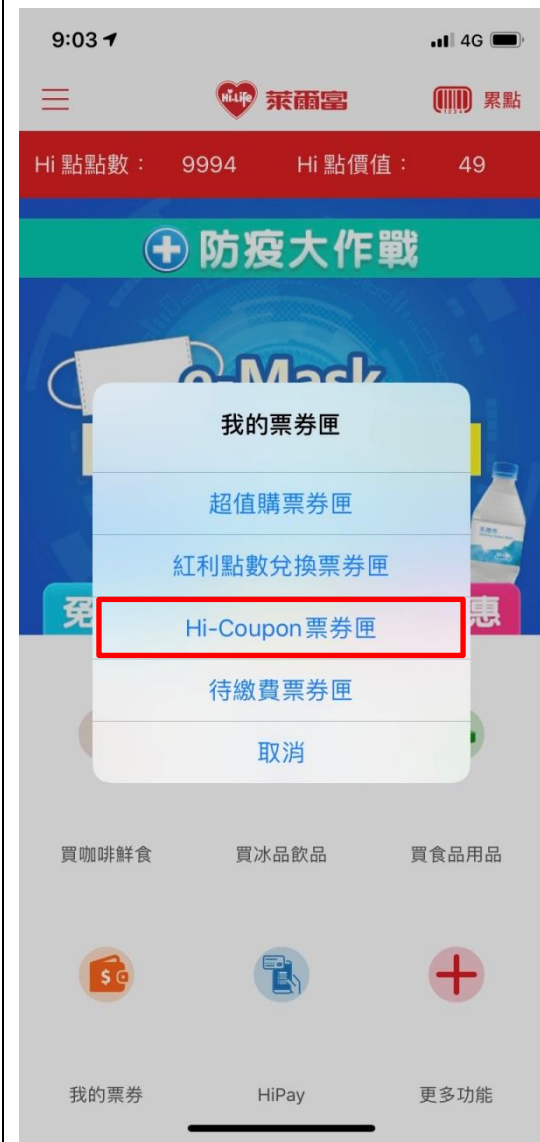 9:03
4G
Hi-Life 萊爾富
累點
Hi 點點數： 9994 Hi 點價值： 49
防疫大作戰
e-Mask
我的票券匣
超值購票券匣
紅利點數兌換票券匣
Hi-Coupon票券匣
待繳費票券匣
取消
惠
買咖啡鮮食 買冰品飲品 買食品用品
我的票券 HiPay 更多功能